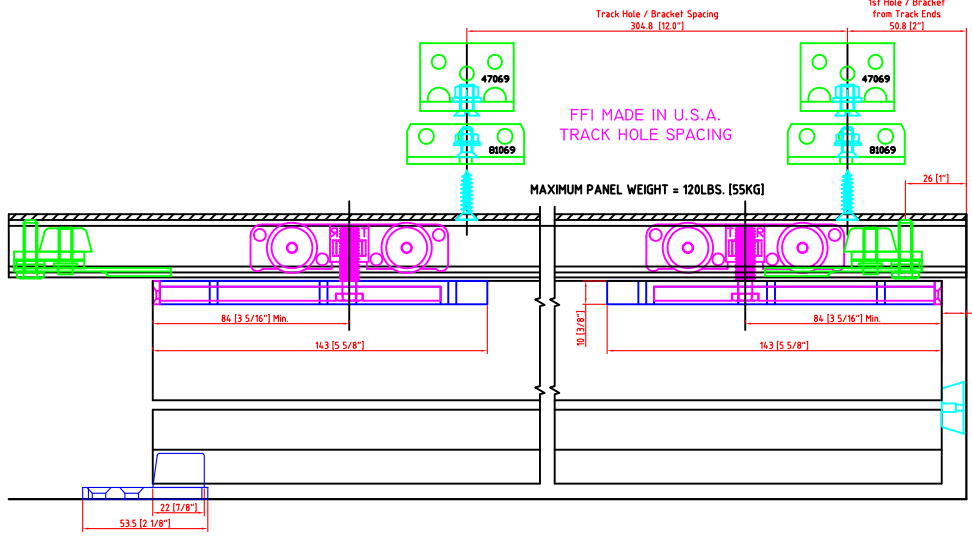 Track Hole / Bracket Spacing
304.8 [12.0"]
1st Hole / Bracket
from Track Ends
50.8 [2"]
47069
47069
FFI MADE IN U.S.A.
TRACK HOLE SPACING
81069
81069
MAXIMUM PANEL WEIGHT = 120LBS. [55KG]
26 [1"]
84 [3 5/16"] Min.
84 [3 5/16"] Min.
10 [3/8"]
143 [5 5/8"]
143 [5 5/8"]
22 [7/8"]
53.5 [2 1/8"]